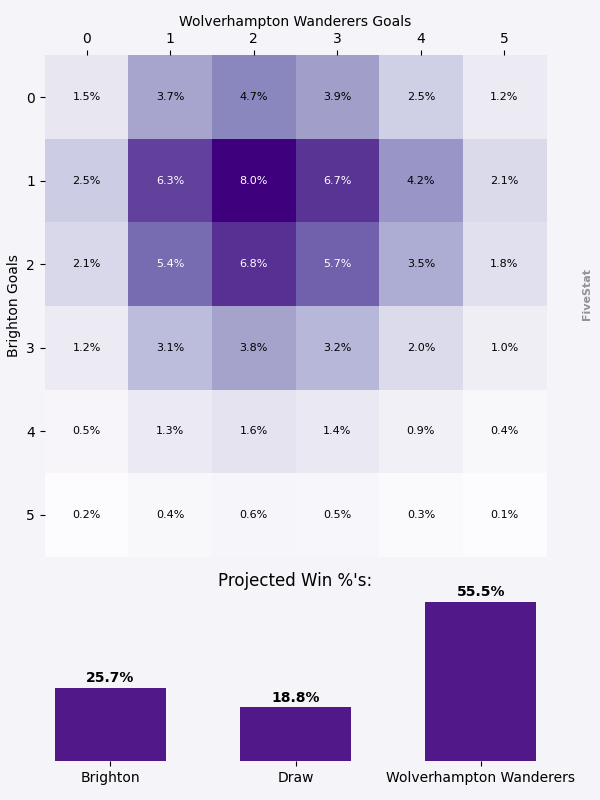 Wolverhampton Wanderers Goals
0 1 2 3 4 5
0 1.5% 3.7% 4.7% 3.9% 2.5% 1.2%
1 2.5% 6.3% 8.0% 6.7% 4.2% 2.1%
2 2.1% 5.4% 6.8% 5.7% 3.5% 1.8%
3 1.2% 3.1% 3.8% 3.2% 2.0% 1.0%
4 0.5% 1.3% 1.6% 1.4% 0.9% 0.4%
5 0.2% 0.4% 0.6% 0.5% 0.3% 0.1%
Brighton Goals
FiveStat
Projected Win %'s:
25.7% 18.8% 55.5%
Brighton Draw Wolverhampton Wanderers